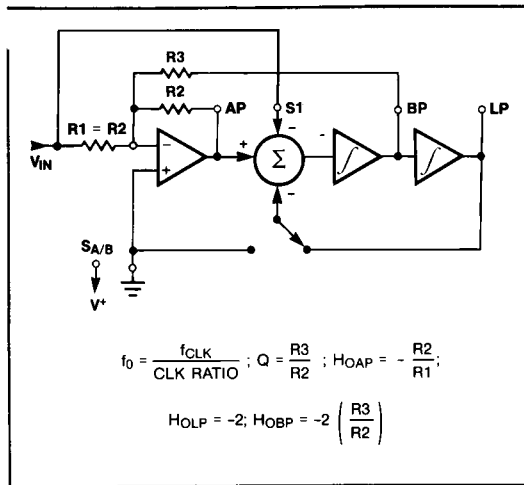 R3
R2
AP
S1
BP
LP
R1 = R2
VIN
−
+
+
−
Σ
−
-
∫
∫
SA/B
V+
f0 = fCLK / CLK RATIO ; Q = R3 / R2 ; HOAP = - R2 / R1 ;
HOLP = -2; HOBP = -2 ( R3 / R2 )